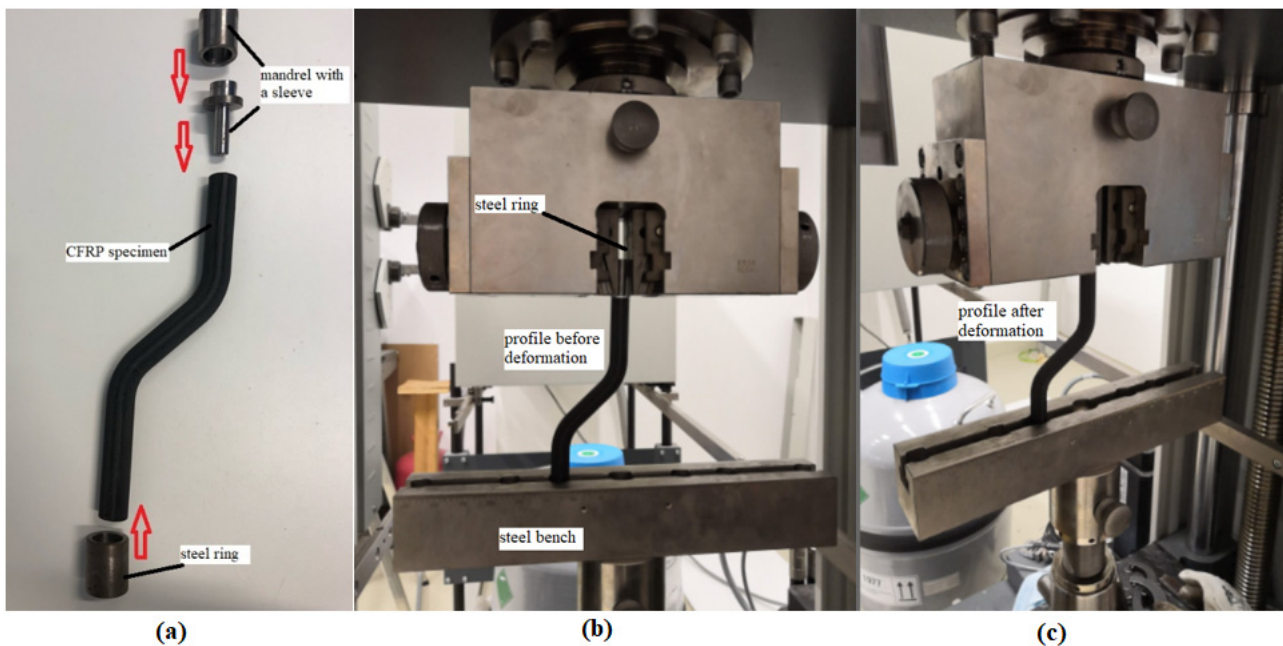 mandrel with
a sleeve
CFRP specimen
steel ring
(a)
steel ring
profile before
deformation
steel bench
(b)
profile after
deformation
(c)